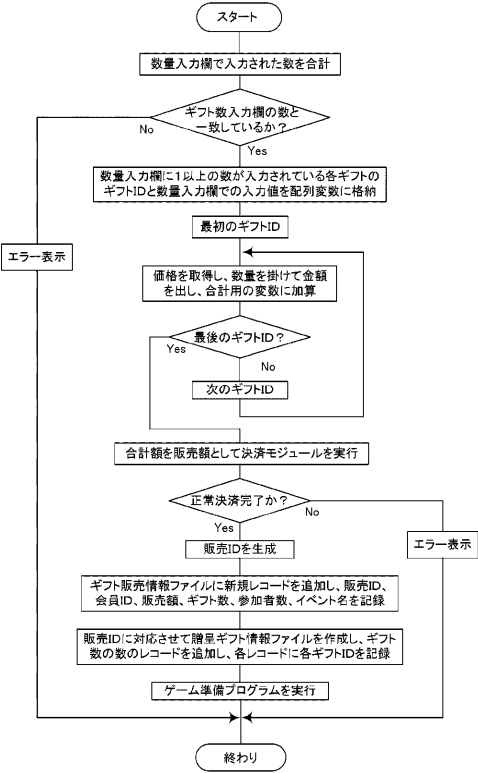 スタート
数量入力欄で入力された数を合計
ギフト数入力欄の数と
一致しているか?
No
Yes
数量入力欄に1以上の数が入力されている各ギフトの
ギフトIDと数量入力欄での入力値を配列変数に格納
最初のギフトID
エラー表示
価格を取得し、数量を掛けて金額
を出し、合計用の変数に加算
最後のギフトID?
Yes
No
次のギフトID
合計額を販売額として決済モジュールを実行
正常決済完了か?
No
Yes
販売IDを生成
エラー表示
ギフト販売情報ファイルに新規レコードを追加し、販売ID、
会員ID、販売額、ギフト数、参加者数、イベント名を記録
販売IDに対応させて贈呈ギフト情報ファイルを作成し、ギフト
数の数のレコードを追加し、各レコードに各ギフトIDを記録
ゲーム準備プログラムを実行
終わり